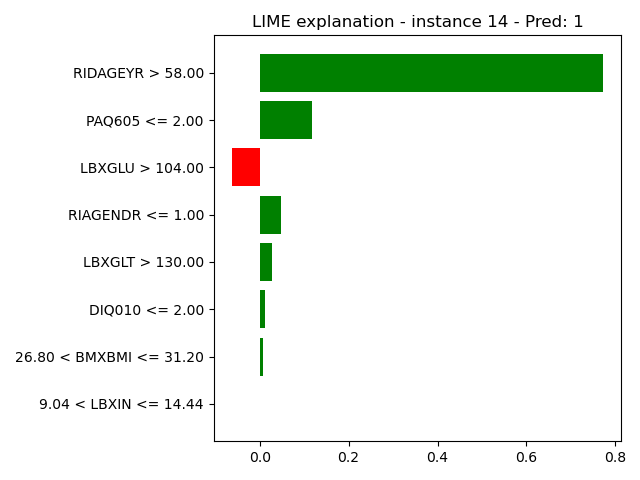 LIME explanation - instance 14 - Pred: 1
RIDAGEYR > 58.00
PAQ605 <= 2.00
LBXGLU > 104.00
RIAGENDR <= 1.00
LBXGLT > 130.00
DIQ010 <= 2.00
26.80 < BMXBMI <= 31.20
9.04 < LBXIN <= 14.44
0.0 0.2 0.4 0.6 0.8